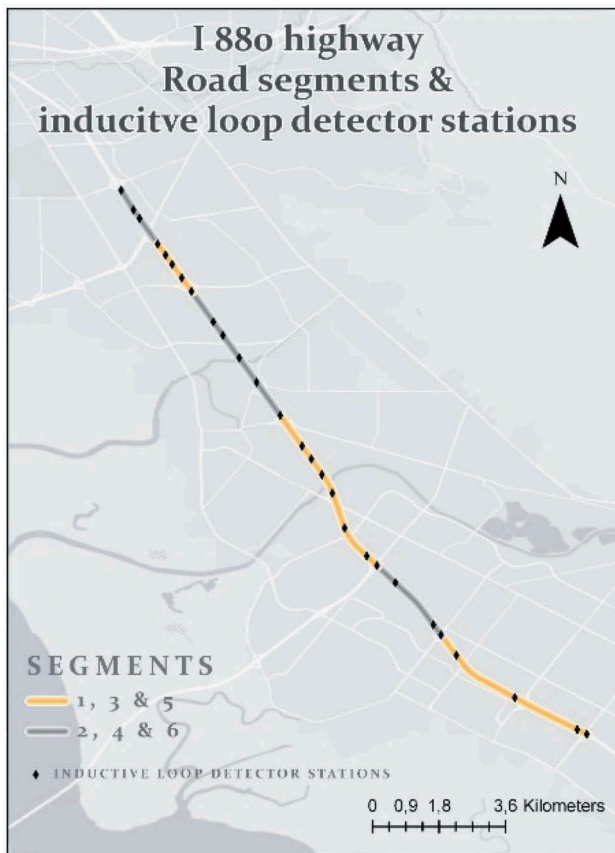 I 880 highway
Road segments &
inducitve loop detector stations
N
SEGMENTS
1, 3 & 5
2, 4 & 6
INDUCTIVE LOOP DETECTOR STATIONS
0 0,9 1,8 3,6 Kilometers